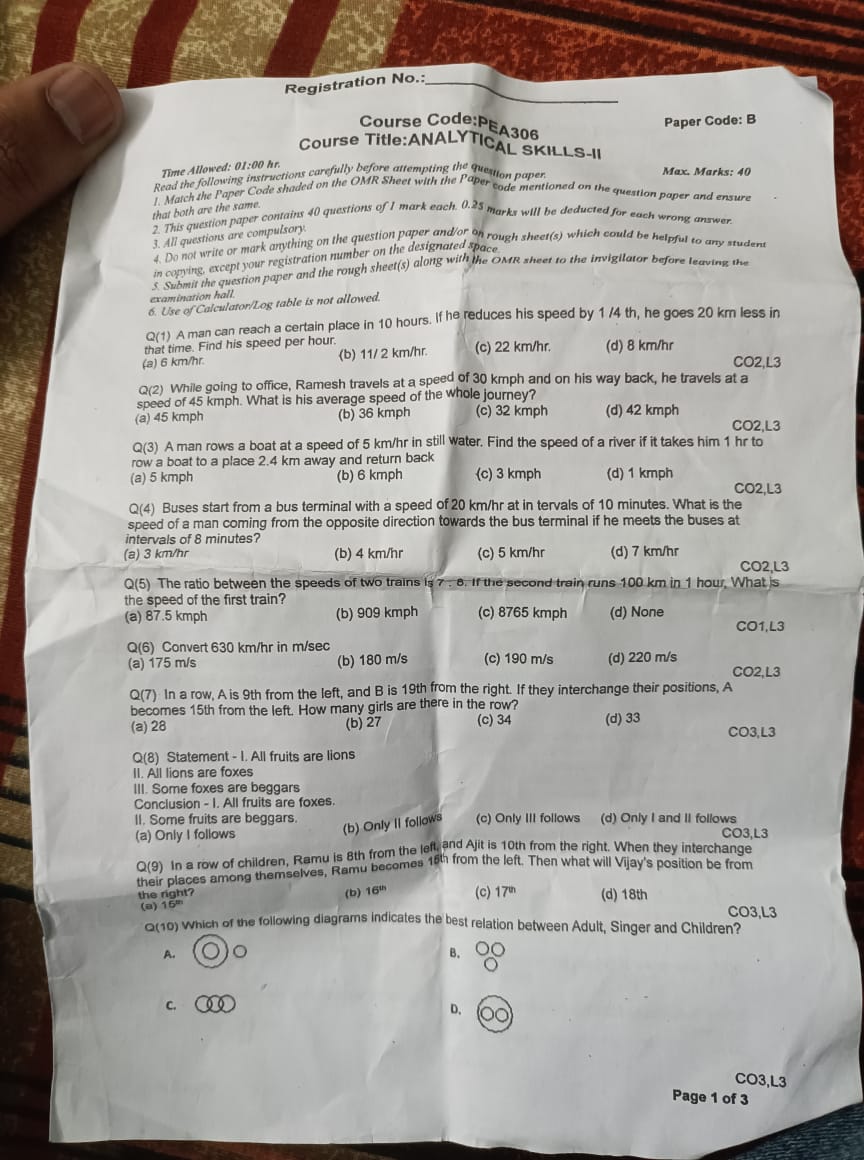 Registration No.:
Course Code:PEA306
Paper Code: B
Course Title:ANALYTICAL SKILLS-II
Time Allowed: 01:00 hr.
Max. Marks: 40
Read the following instructions carefully before attempting the question paper.
1. Match the Paper Code shaded on the OMR Sheet with the Paper code mentioned on the question paper and ensure
that both are the same.
2. This question paper contains 40 questions of 1 mark each. 0.25 marks will be deducted for each wrong answer.
3. All questions are compulsory.
4. Do not write or mark anything on the question paper and/or on rough sheet(s) which could be helpful to any student
in copying, except your registration number on the designated space.
5. Submit the question paper and the rough sheet(s) along with the OMR sheet to the invigilator before leaving the
examination hall.
6. Use of Calculator/Log table is not allowed.
Q(1) A man can reach a certain place in 10 hours. If he reduces his speed by 1 /4 th, he goes 20 km less in
that time. Find his speed per hour.
(a) 6 km/hr. (b) 11/ 2 km/hr. (c) 22 km/hr. (d) 8 km/hr
CO2,L3
Q(2) While going to office, Ramesh travels at a speed of 30 kmph and on his way back, he travels at a
speed of 45 kmph. What is his average speed of the whole journey?
(a) 45 kmph (b) 36 kmph (c) 32 kmph (d) 42 kmph
CO2,L3
Q(3) A man rows a boat at a speed of 5 km/hr in still water. Find the speed of a river if it takes him 1 hr to
row a boat to a place 2.4 km away and return back
(a) 5 kmph (b) 6 kmph (c) 3 kmph (d) 1 kmph
CO2,L3
Q(4) Buses start from a bus terminal with a speed of 20 km/hr at in tervals of 10 minutes. What is the
speed of a man coming from the opposite direction towards the bus terminal if he meets the buses at
intervals of 8 minutes?
(a) 3 km/hr (b) 4 km/hr (c) 5 km/hr (d) 7 km/hr
CO2,L3
Q(5) The ratio between the speeds of two trains is 7 : 8. If the second train runs 100 km in 1 hour, What is
the speed of the first train?
(a) 87.5 kmph (b) 909 kmph (c) 8765 kmph (d) None
CO1,L3
Q(6) Convert 630 km/hr in m/sec
(a) 175 m/s (b) 180 m/s (c) 190 m/s (d) 220 m/s
CO2,L3
Q(7) In a row, A is 9th from the left, and B is 19th from the right. If they interchange their positions, A
becomes 15th from the left. How many girls are there in the row?
(a) 28 (b) 27 (c) 34 (d) 33
CO3,L3
Q(8) Statement - I. All fruits are lions
II. All lions are foxes
III. Some foxes are beggars
Conclusion - I. All fruits are foxes.
II. Some fruits are beggars.
(a) Only I follows (b) Only II follows (c) Only III follows (d) Only I and II follows
CO3,L3
Q(9) In a row of children, Ramu is 8th from the left, and Ajit is 10th from the right. When they interchange
their places among themselves, Ramu becomes from the left. Then what will Vijay's position be from
the right?
(a) 15th (b) 16th (c) 17th (d) 18th
CO3,L3
Q(10) Which of the following diagrams indicates the best relation between Adult, Singer and Children?
A. B.
C. D.
CO3,L3
Page 1 of 3